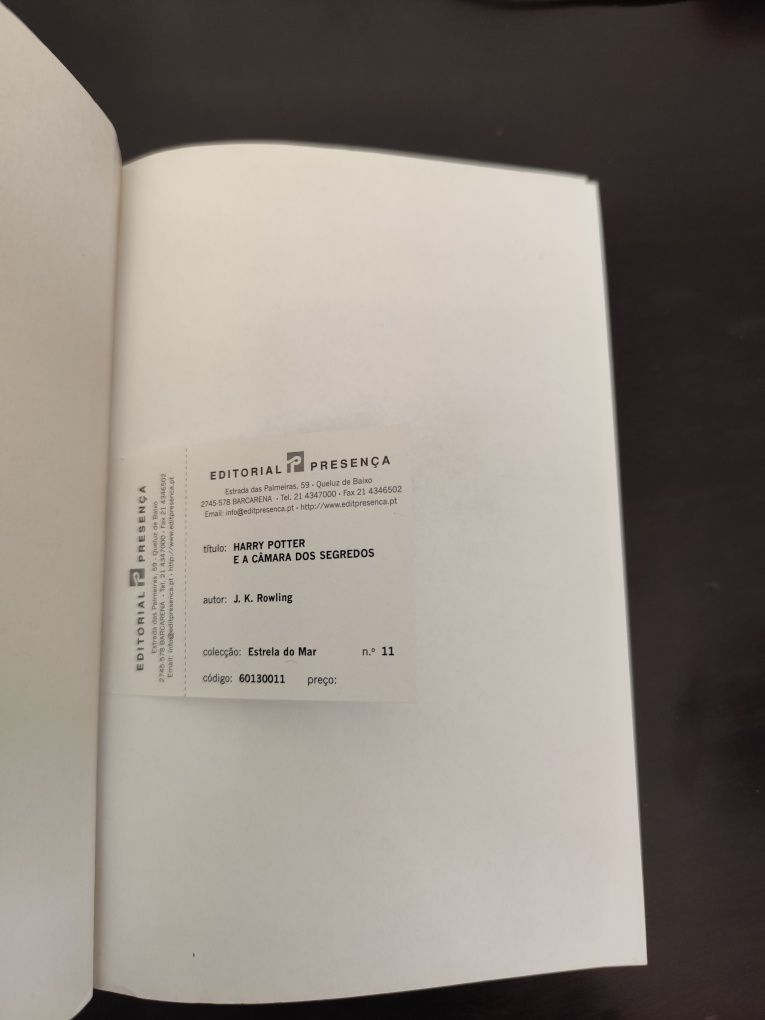 EDITORIAL PRESENÇA
Estrada das Palmeiras, 59 - Queluz de Baixo
2745-578 BARCARENA - Tel. 21 4347000 - Fax 21 4346502
Email: info@editpresenca.pt - http://www.editpresenca.pt
EDITORIAL PRESENÇA
Estrada das Palmeiras, 59 - Queluz de Baixo
2745-578 BARCARENA - Tel. 21 4347000 - Fax 21 4346502
Email: info@editpresenca.pt - http://www.editpresenca.pt
título: HARRY POTTER
E A CÂMARA DOS SEGREDOS
autor: J. K. Rowling
colecção: Estrela do Mar n.º 11
código: 60130011 preço: